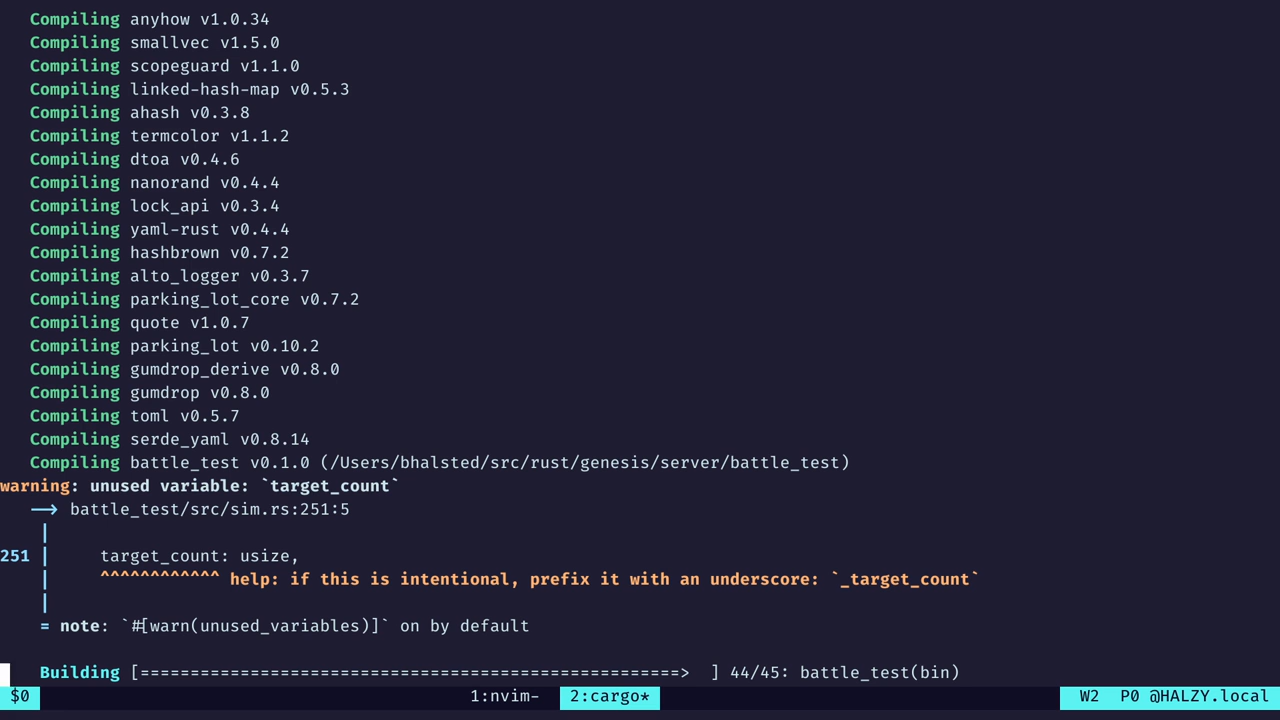 Compiling anyhow v1.0.34
Compiling smallvec v1.5.0
Compiling scopeguard v1.1.0
Compiling linked-hash-map v0.5.3
Compiling ahash v0.3.8
Compiling termcolor v1.1.2
Compiling dtoa v0.4.6
Compiling nanorand v0.4.4
Compiling lock_api v0.3.4
Compiling yaml-rust v0.4.4
Compiling hashbrown v0.7.2
Compiling alto_logger v0.3.7
Compiling parking_lot_core v0.7.2
Compiling quote v1.0.7
Compiling parking_lot v0.10.2
Compiling gumdrop_derive v0.8.0
Compiling gumdrop v0.8.0
Compiling toml v0.5.7
Compiling serde_yaml v0.8.14
Compiling battle_test v0.1.0 (/Users/bhalsted/src/rust/genesis/server/battle_test)
warning: unused variable: `target_count`
--> battle_test/src/sim.rs:251:5
|
251 | target_count: usize,
| ^^^^^^^^^^^^ help: if this is intentional, prefix it with an underscore: `_target_count`
|
= note: `#[warn(unused_variables)]` on by default
Building [======================================================> ] 44/45: battle_test(bin)
$0 1:nvim- 2:cargo* W2 P0 @HALZY.local